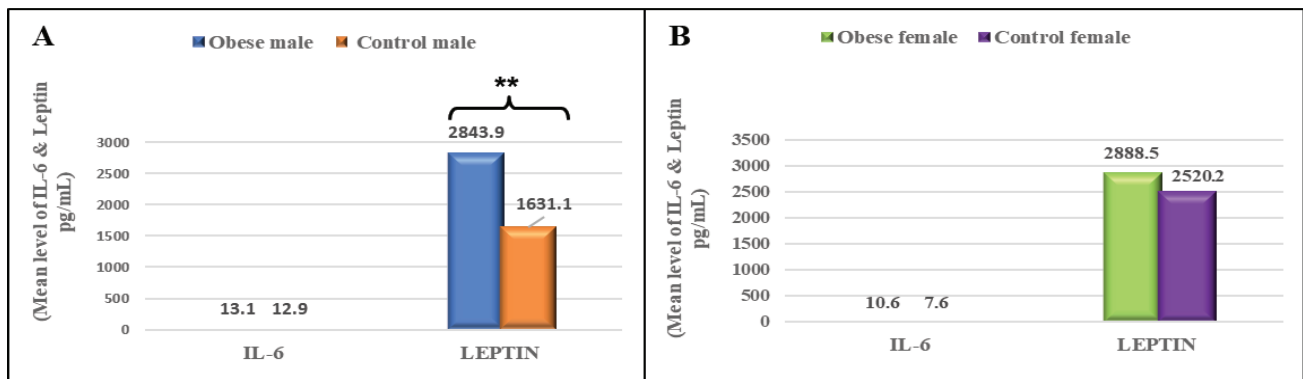 A
Obese male Control male
(Mean level of IL-6 & Leptin
pg/mL)
**
3000
2500
2000
1500
1000
500
0
2843.9
1631.1
13.1 12.9
IL-6 LEPTIN
B
Obese female Control female
(Mean level of IL-6 & Leptin
pg/mL)
3500
3000
2500
2000
1500
1000
500
0
2888.5
2520.2
10.6 7.6
IL-6 LEPTIN